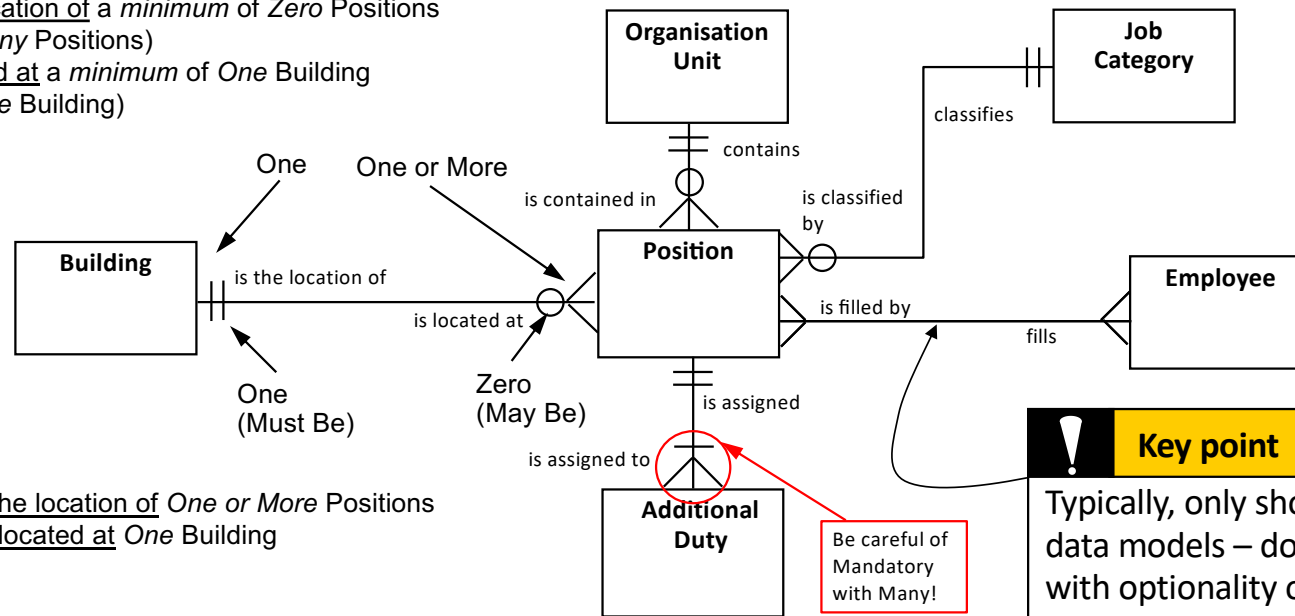 cation of a minimum of Zero Positions
ny Positions)
d at a minimum of One Building
e Building)
Organisation
Unit
Job
Category
classifies
contains
One
One or More
is contained in
is classified
by
Building
Position
Employee
is the location of
is located at
is filled by
fills
One
(Must Be)
Zero
(May Be)
is assigned
is assigned to
Key point
the location of One or More Positions
located at One Building
Additional
Duty
Be careful of
Mandatory
with Many!
Typically, only sho
data models – do
with optionality o